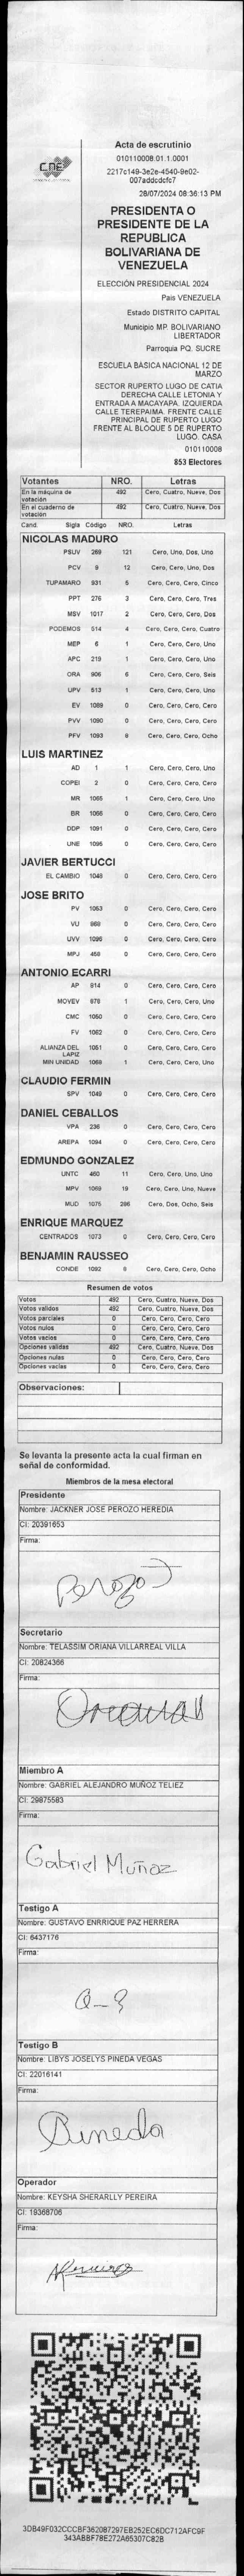 CNE
Acta de escrutinio
010110008.01.1.0001
2217c149-3e2e-4540-9e02-
007addcdcfc7
28/07/2024 08:36:13 PM
PRESIDENTA O
PRESIDENTE DE LA
REPUBLICA
BOLIVARIANA DE
VENEZUELA
ELECCIÓN PRESIDENCIAL 2024
Pais VENEZUELA
Estado DISTRITO CAPITAL
Municipio MP. BOLIVARIANO
LIBERTADOR
Parroquia PQ. SUCRE
ESCUELA BÁSICA NACIONAL 12 DE
MARZO
SECTOR RUPERTO LUGO DE CATIA
DERECHA CALLE LETONIA Y
ENTRADA A MACAYAPA. IZQUIERDA
CALLE TEREPAIMA. FRENTE CALLE
PRINCIPAL DE RUPERTO LUGO
FRENTE AL BLOQUE 5 DE RUPERTO
LUGO. CASA
010110008
853 Electores
Votantes NRO. Letras
En la máquina de votación 492 Cero, Cuatro, Nueve, Dos
En el cuaderno de votación 492 Cero, Cuatro, Nueve, Dos
Cand. Sigla Código NRO. Letras
NICOLAS MADURO
PSUV 269 121 Cero, Uno, Dos, Uno
PCV 9 12 Cero, Cero, Uno, Dos
TUPAMARO 931 5 Cero, Cero, Cero, Cinco
PPT 276 3 Cero, Cero, Cero, Tres
MSV 1017 2 Cero, Cero, Cero, Dos
PODEMOS 514 4 Cero, Cero, Cero, Cuatro
MEP 6 1 Cero, Cero, Cero, Uno
APC 219 1 Cero, Cero, Cero, Uno
ORA 906 6 Cero, Cero, Cero, Seis
UPV 513 1 Cero, Cero, Cero, Uno
EV 1089 0 Cero, Cero, Cero, Cero
PVV 1090 0 Cero, Cero, Cero, Cero
PFV 1093 8 Cero, Cero, Cero, Ocho
LUIS MARTINEZ
AD 1 1 Cero, Cero, Cero, Uno
COPEI 2 0 Cero, Cero, Cero, Cero
MR 1065 1 Cero, Cero, Cero, Uno
BR 1056 0 Cero, Cero, Cero, Cero
DDP 1091 0 Cero, Cero, Cero, Cero
UNE 1095 0 Cero, Cero, Cero, Cero
JAVIER BERTUCCI
EL CAMBIO 1048 0 Cero, Cero, Cero, Cero
JOSE BRITO
PV 1053 0 Cero, Cero, Cero, Cero
VU 869 0 Cero, Cero, Cero, Cero
UVV 1096 0 Cero, Cero, Cero, Cero
MPJ 458 0 Cero, Cero, Cero, Cero
ANTONIO ECARRI
AP 914 0 Cero, Cero, Cero, Cero
MOVEV 978 1 Cero, Cero, Cero, Uno
CMC 1050 0 Cero, Cero, Cero, Cero
FV 1062 0 Cero, Cero, Cero, Cero
ALIANZA DEL LAPIZ 1051 0 Cero, Cero, Cero, Cero
MIN UNIDAD 1069 1 Cero, Cero, Cero, Uno
CLAUDIO FERMIN
SPV 1049 0 Cero, Cero, Cero, Cero
DANIEL CEBALLOS
VPA 236 0 Cero, Cero, Cero, Cero
AREPA 1094 0 Cero, Cero, Cero, Cero
EDMUNDO GONZALEZ
UNTC 460 11 Cero, Cero, Uno, Uno
MPV 1069 19 Cero, Cero, Uno, Nueve
MUD 1075 286 Cero, Dos, Ocho, Seis
ENRIQUE MARQUEZ
CENTRADOS 1073 0 Cero, Cero, Cero, Cero
BENJAMIN RAUSSEO
CONDE 1092 8 Cero, Cero, Cero, Ocho
Resumen de votos
Votos 492 Cero, Cuatro, Nueve, Dos
Votos validos 492 Cero, Cuatro, Nueve, Dos
Votos parciales 0 Cero, Cero, Cero, Cero
Votos nulos 0 Cero, Cero, Cero, Cero
Votos vacios 0 Cero, Cero, Cero, Cero
Opciones validas 492 Cero, Cuatro, Nueve, Dos
Opciones nulas 0 Cero, Cero, Cero, Cero
Opciones vacias 0 Cero, Cero, Cero, Cero
Observaciones:
Se levanta la presente acta la cual firman en
señal de conformidad.
Miembros de la mesa electoral
Presidente
Nombre: JACKNER JOSE PEROZO HEREDIA
CI: 20391653
Firma:
Perozo J
Secretario
Nombre: TELASSIM ORIANA VILLARREAL VILLA
CI: 20824366
Firma:
Miembro A
Nombre: GABRIEL ALEJANDRO MUÑOZ TELIEZ
CI: 29875583
Firma:
Gabriel Muñoz
Testigo A
Nombre: GUSTAVO ENRRIQUE PAZ HERRERA
CI: 6437176
Firma:
Testigo B
Nombre: LIBYS JOSELYS PINEDA VEGAS
CI: 22016141
Firma:
Pineda
Operador
Nombre: KEYSHA SHERARLLY PEREIRA
CI: 19368706
Firma:
3DB49F032CCCBF362087297EB252EC6DC712AFC9F
343ABBF78E272A65307C82B